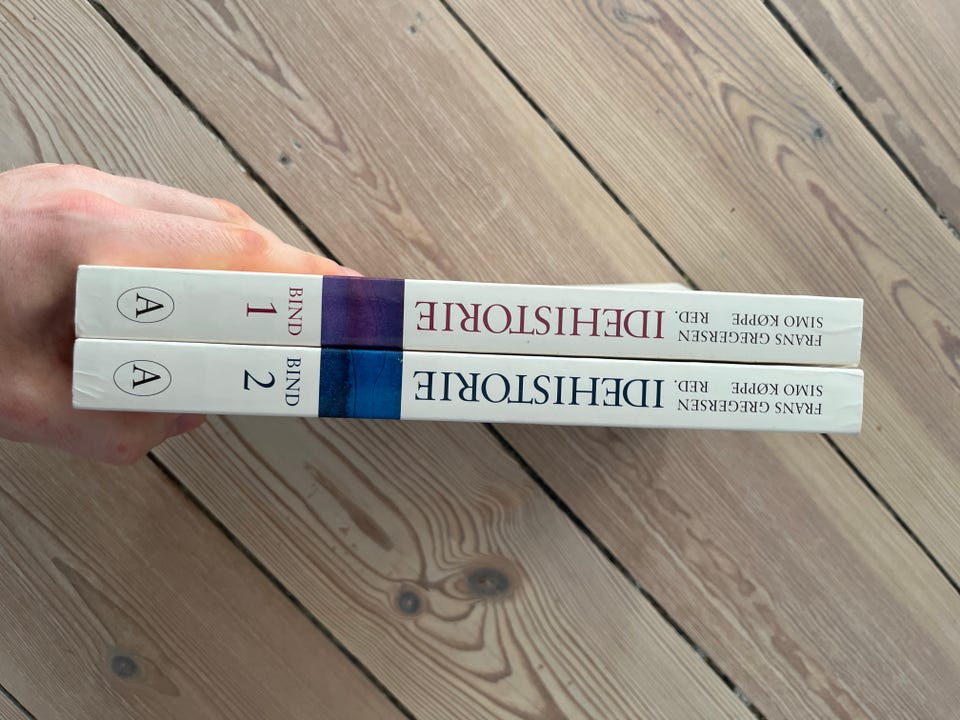 FRANS GREGERSEN
SIMO KØPPE RED.
IDEHISTORIE
BIND
1
A
FRANS GREGERSEN
SIMO KØPPE RED.
IDEHISTORIE
BIND
2
A